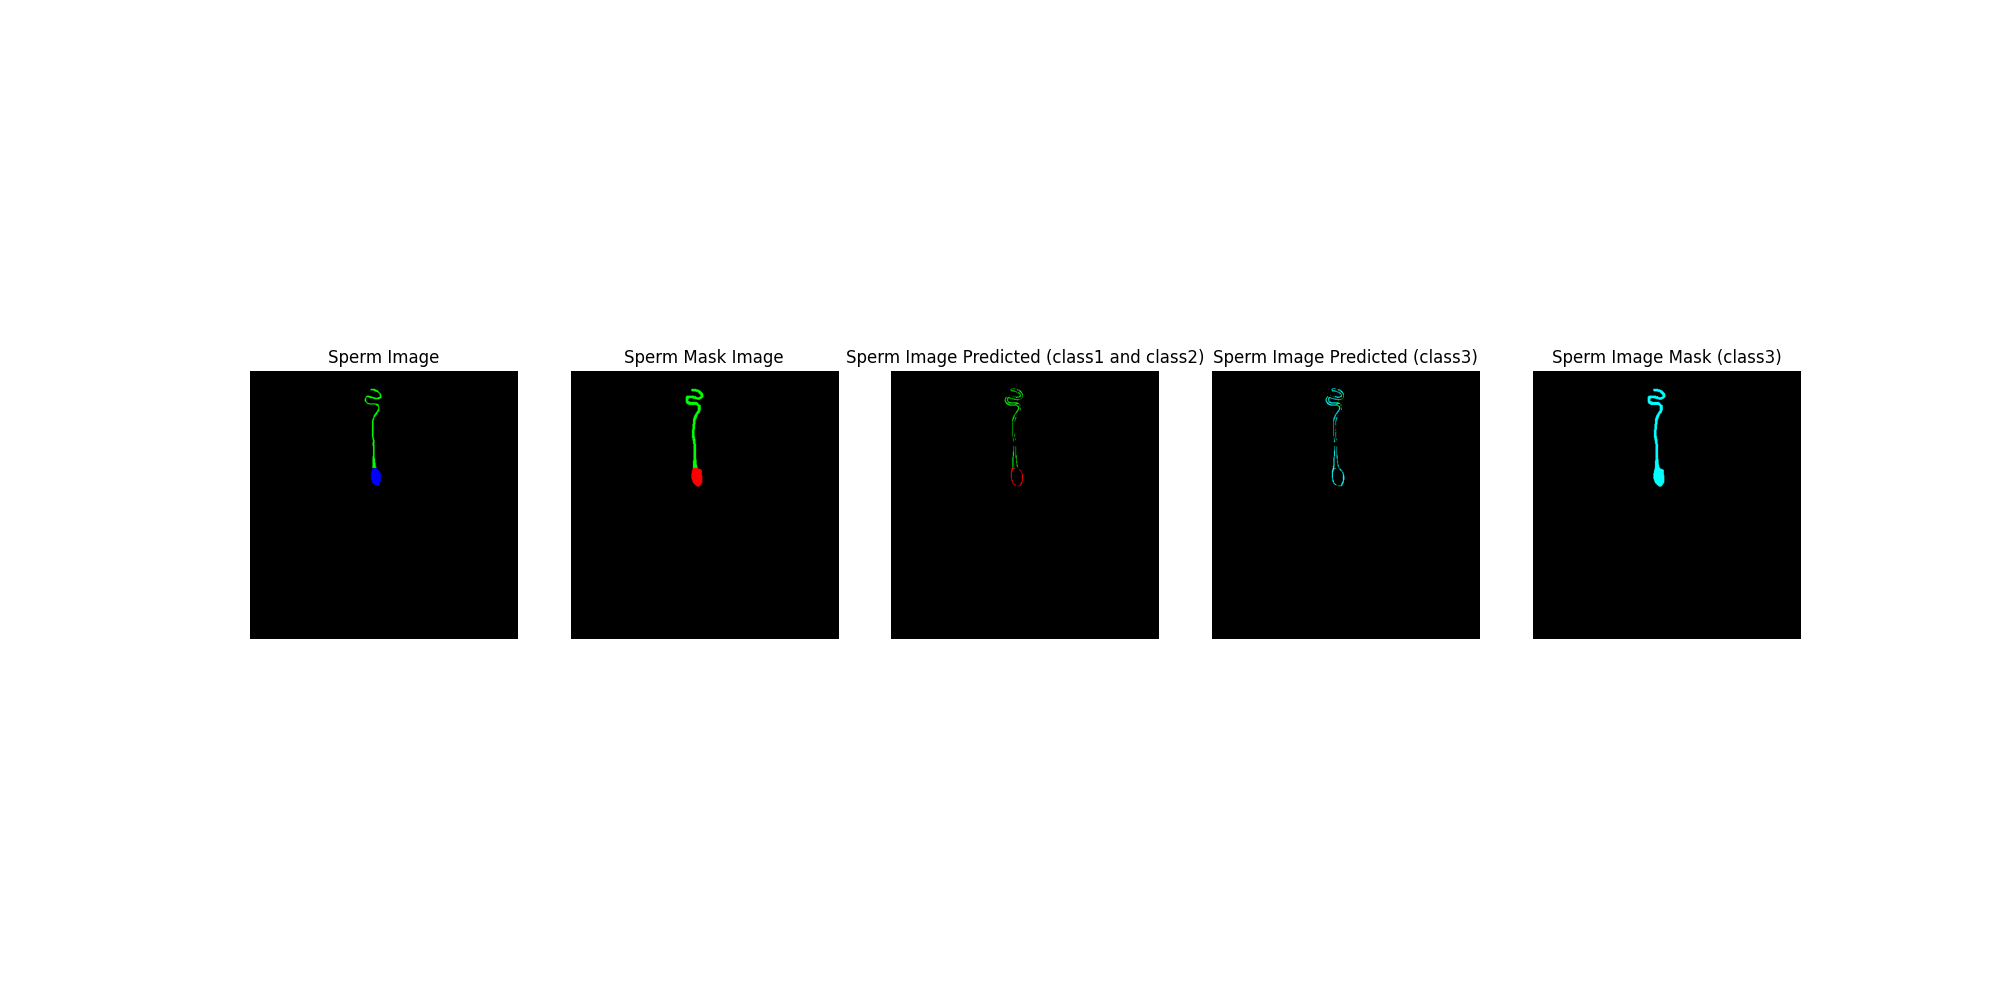 Sperm Image
Sperm Mask Image
Sperm Image Predicted (class1 and class2)
Sperm Image Predicted (class3)
Sperm Image Mask (class3)